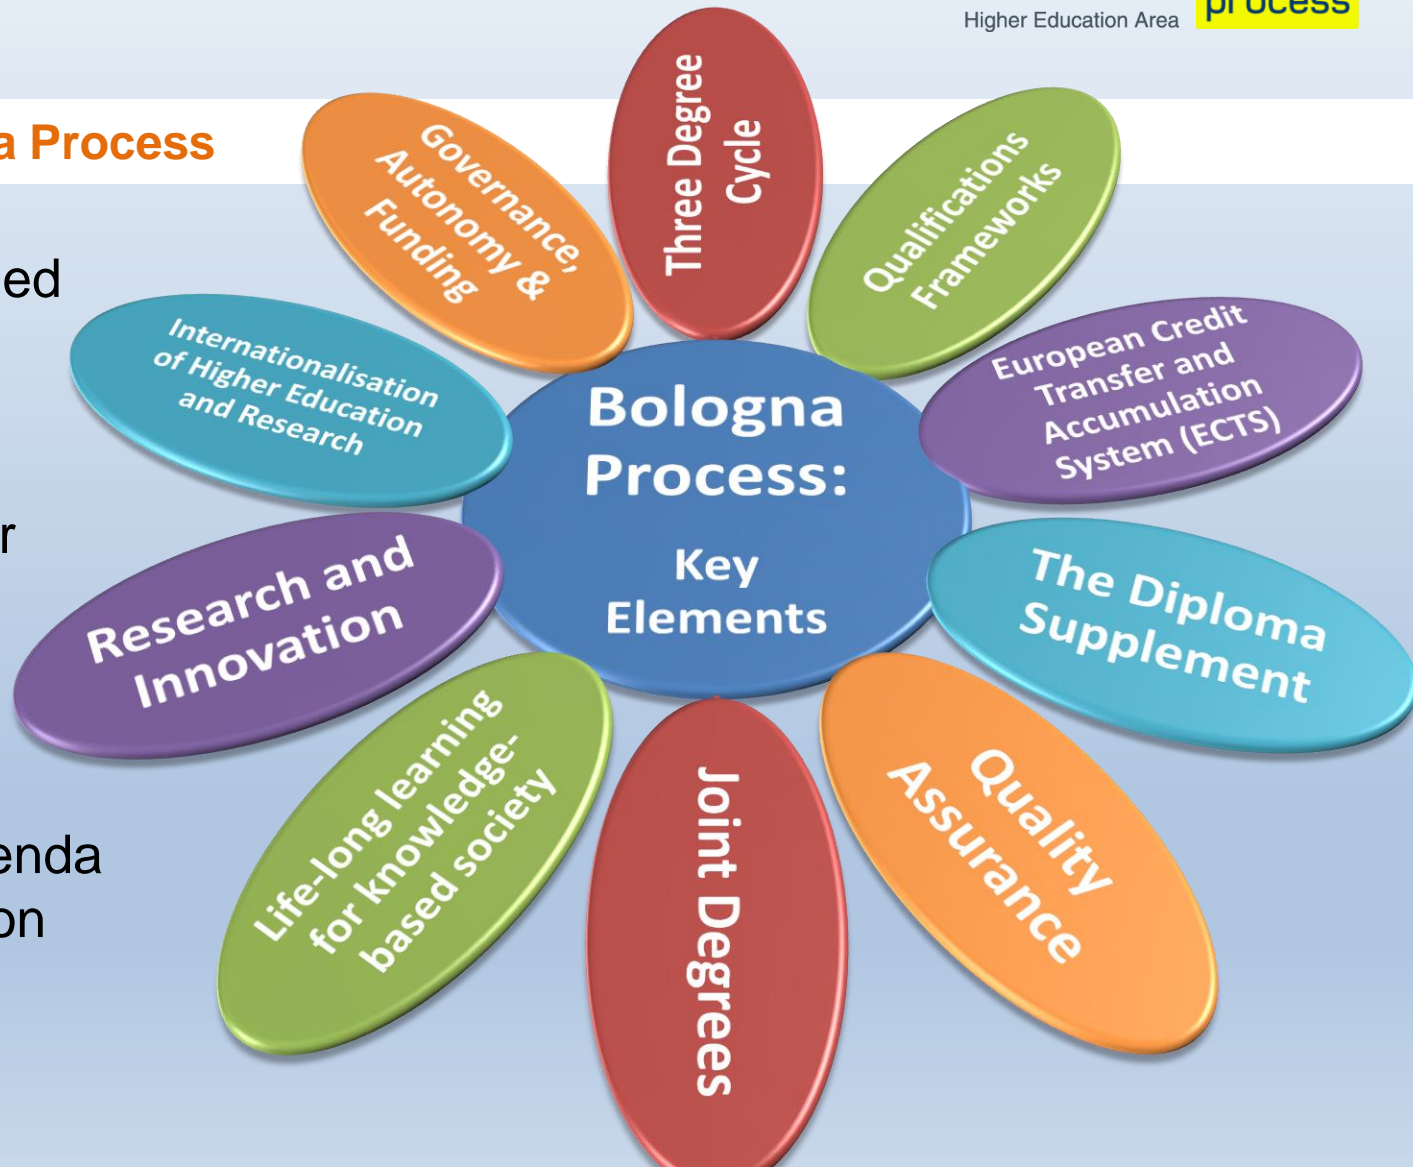 Higher Education Area
process
a Process
ed
r
enda
on
Three Degree
Cycle
Qualifications
Frameworks
European Credit
Transfer and
Accumulation
System (ECTS)
The Diploma
Supplement
Quality
Assurance
Joint Degrees
Life-long learning
for knowledge-
based society
Research and
Innovation
Internationalisation
of Higher Education
and Research
Governance,
Autonomy &
Funding
Bologna
Process:
Key
Elements